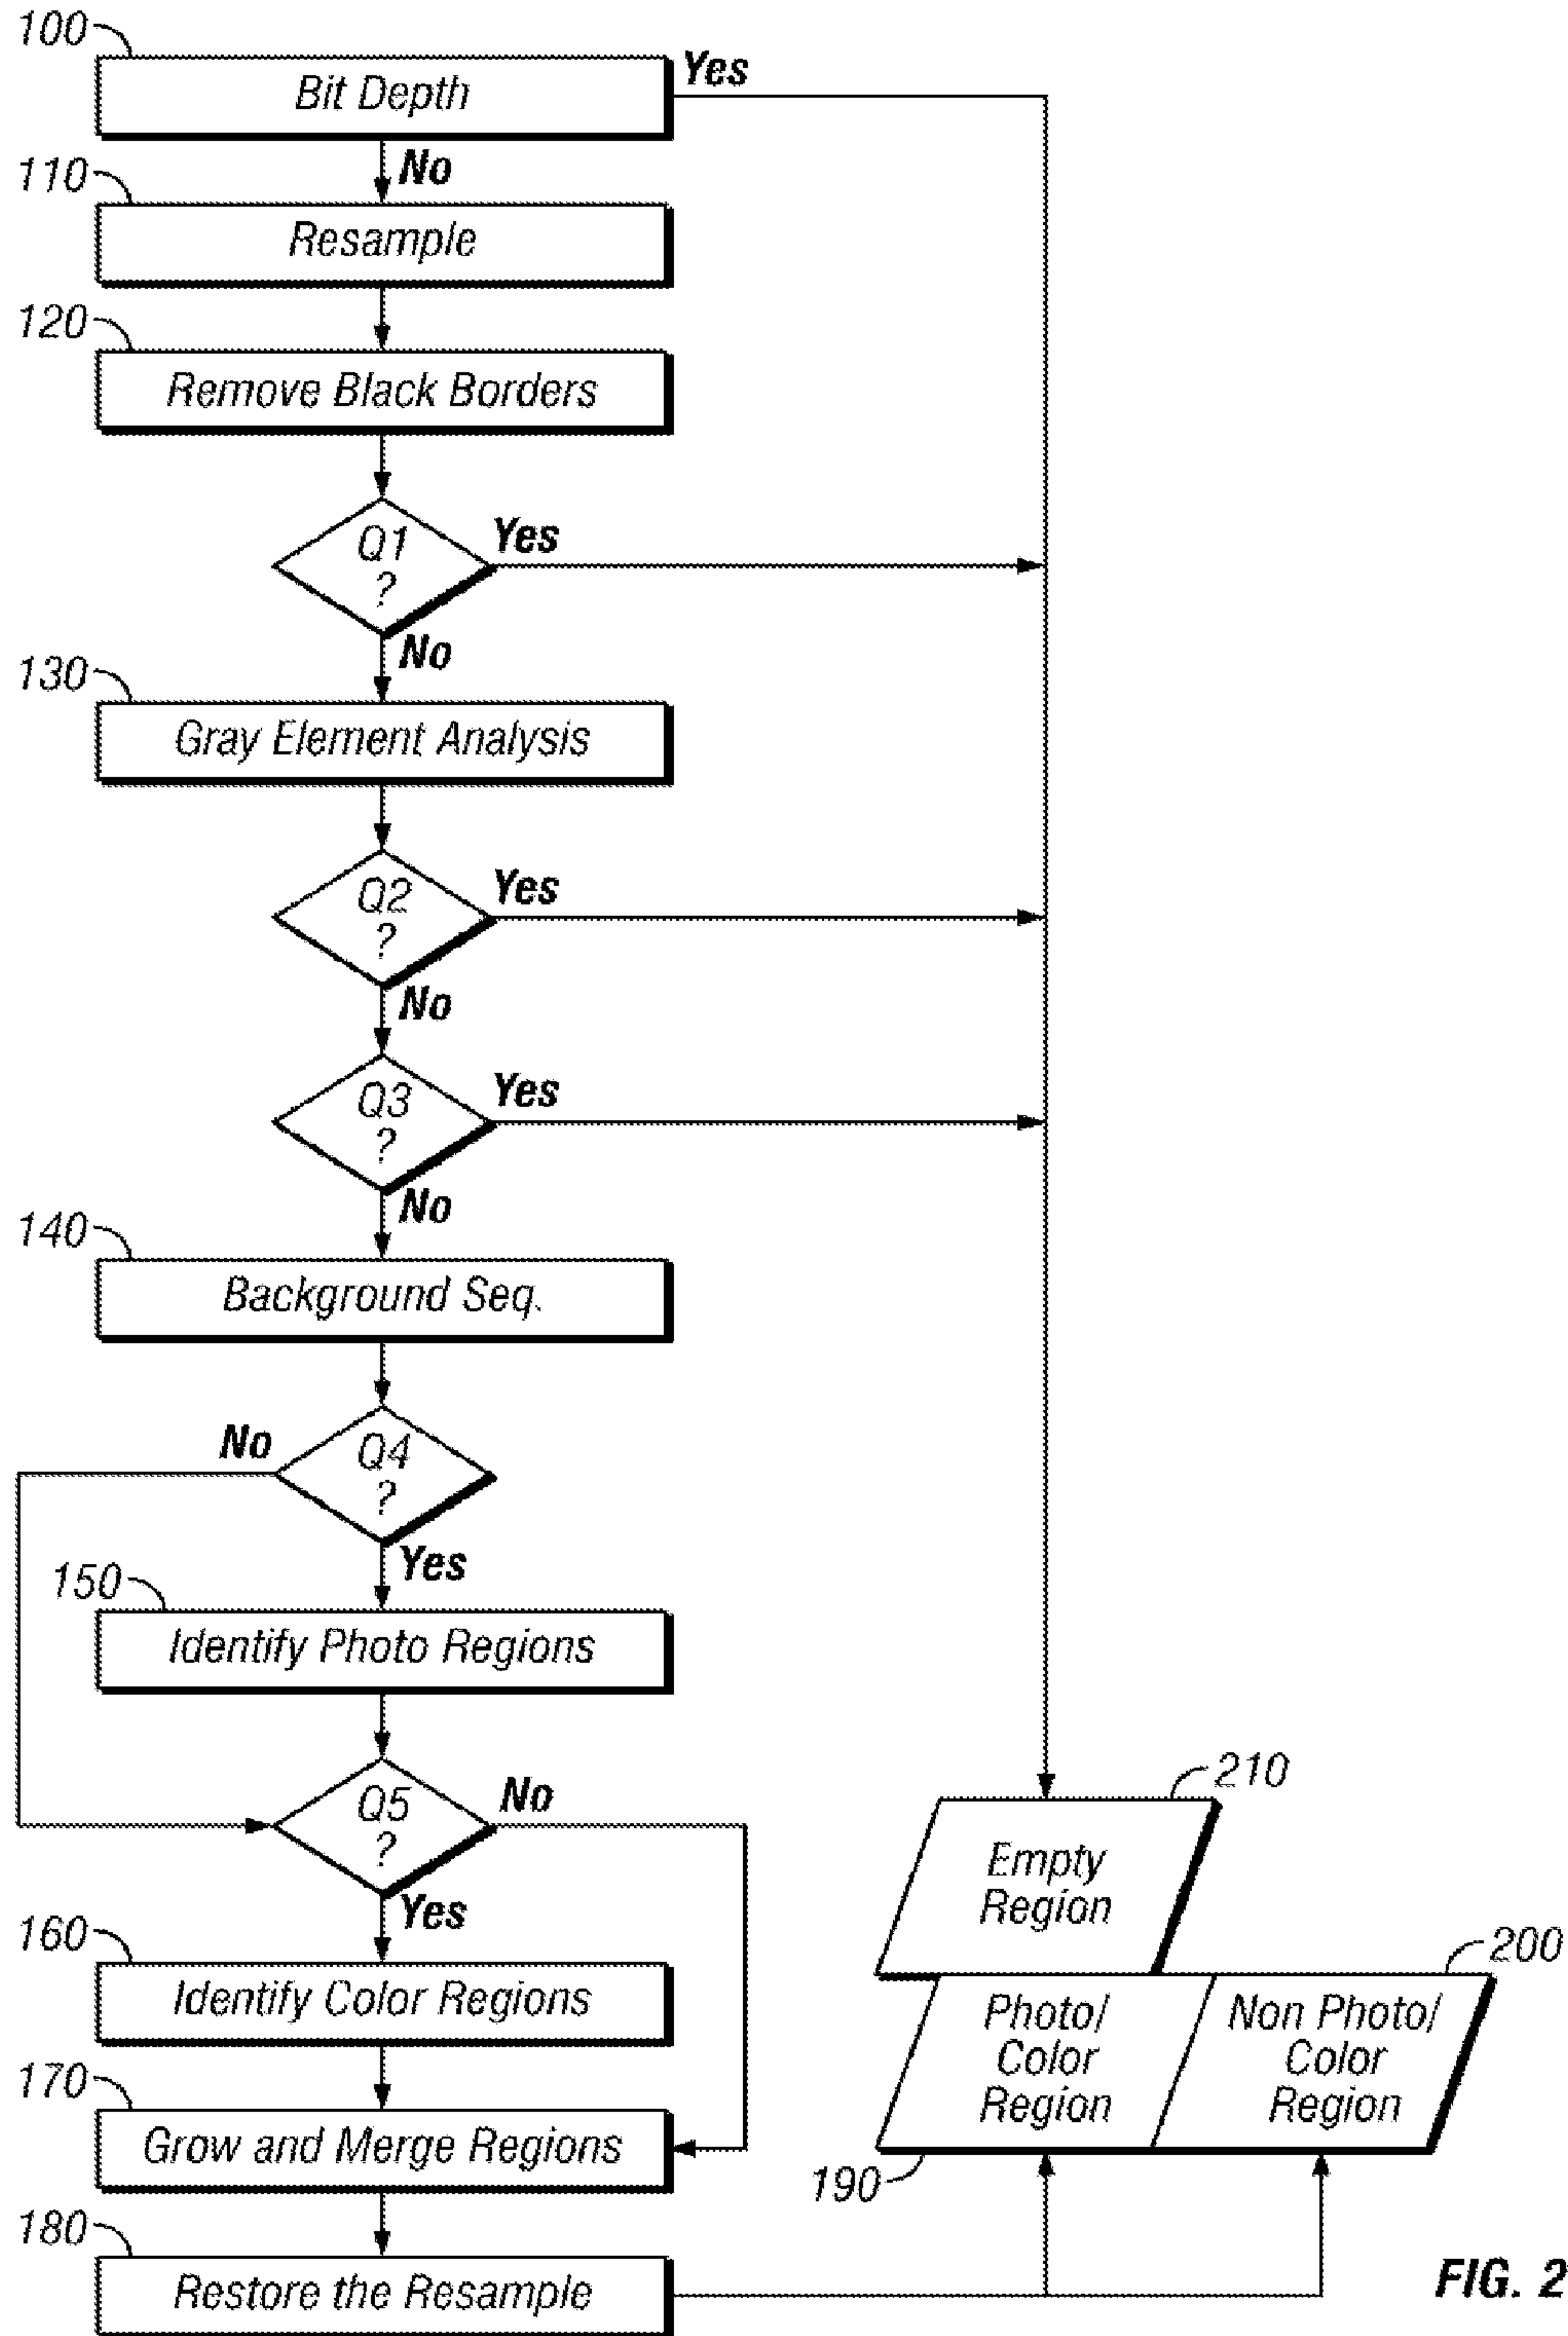 100
Bit Depth
Yes
No
110
Resample
120
Remove Black Borders
Q1
?
Yes
No
130
Gray Element Analysis
Q2
?
Yes
No
Q3
?
Yes
No
140
Background Seq.
No
Q4
?
Yes
150
Identify Photo Regions
Q5
?
No
Yes
210
Empty
Region
160
Identify Color Regions
200
Photo/
Color
Region
Non Photo/
Color
Region
170
Grow and Merge Regions
190
180
Restore the Resample
FIG. 2